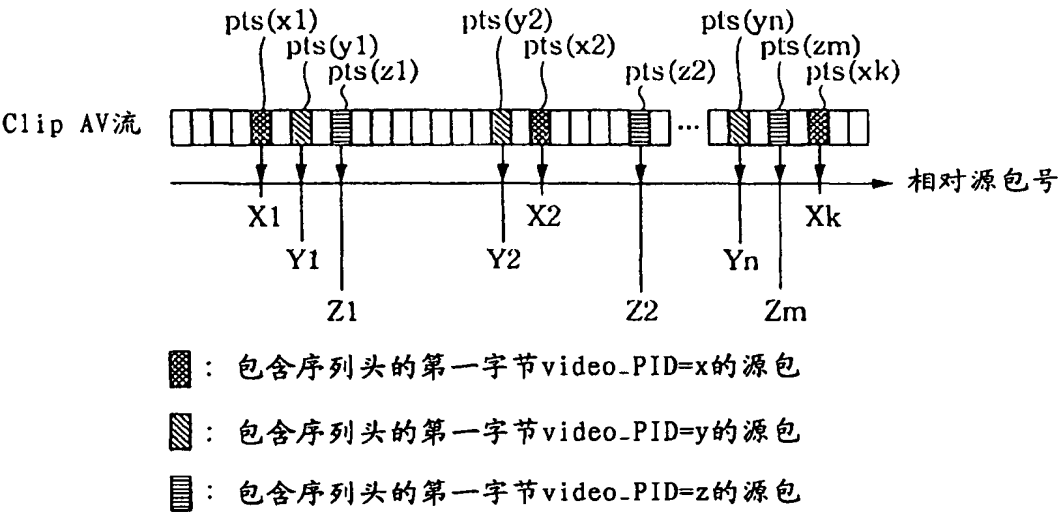 pts(x1) pts(y2) pts(yn)
pts(y1) pts(x2) pts(zm)
pts(z1) pts(z2) pts(xk)
Clip AV流 ...
相对源包号
X1 X2 Xk
Y1 Y2 Yn
Z1 Z2 Zm
: 包含序列头的第一字节video_PID=x的源包
: 包含序列头的第一字节video_PID=y的源包
: 包含序列头的第一字节video_PID=z的源包